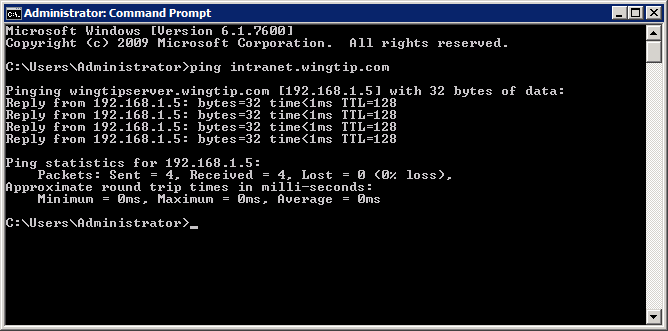 Administrator: Command Prompt
Microsoft Windows [Version 6.1.7600]
Copyright (c) 2009 Microsoft Corporation.  All rights reserved.
C:\Users\Administrator>ping intranet.wingtip.com
Pinging wingtipserver.wingtip.com [192.168.1.5] with 32 bytes of data:
Reply from 192.168.1.5: bytes=32 time<1ms TTL=128
Reply from 192.168.1.5: bytes=32 time<1ms TTL=128
Reply from 192.168.1.5: bytes=32 time<1ms TTL=128
Reply from 192.168.1.5: bytes=32 time<1ms TTL=128
Ping statistics for 192.168.1.5:
    Packets: Sent = 4, Received = 4, Lost = 0 (0% loss),
Approximate round trip times in milli-seconds:
    Minimum = 0ms, Maximum = 0ms, Average = 0ms
C:\Users\Administrator>_